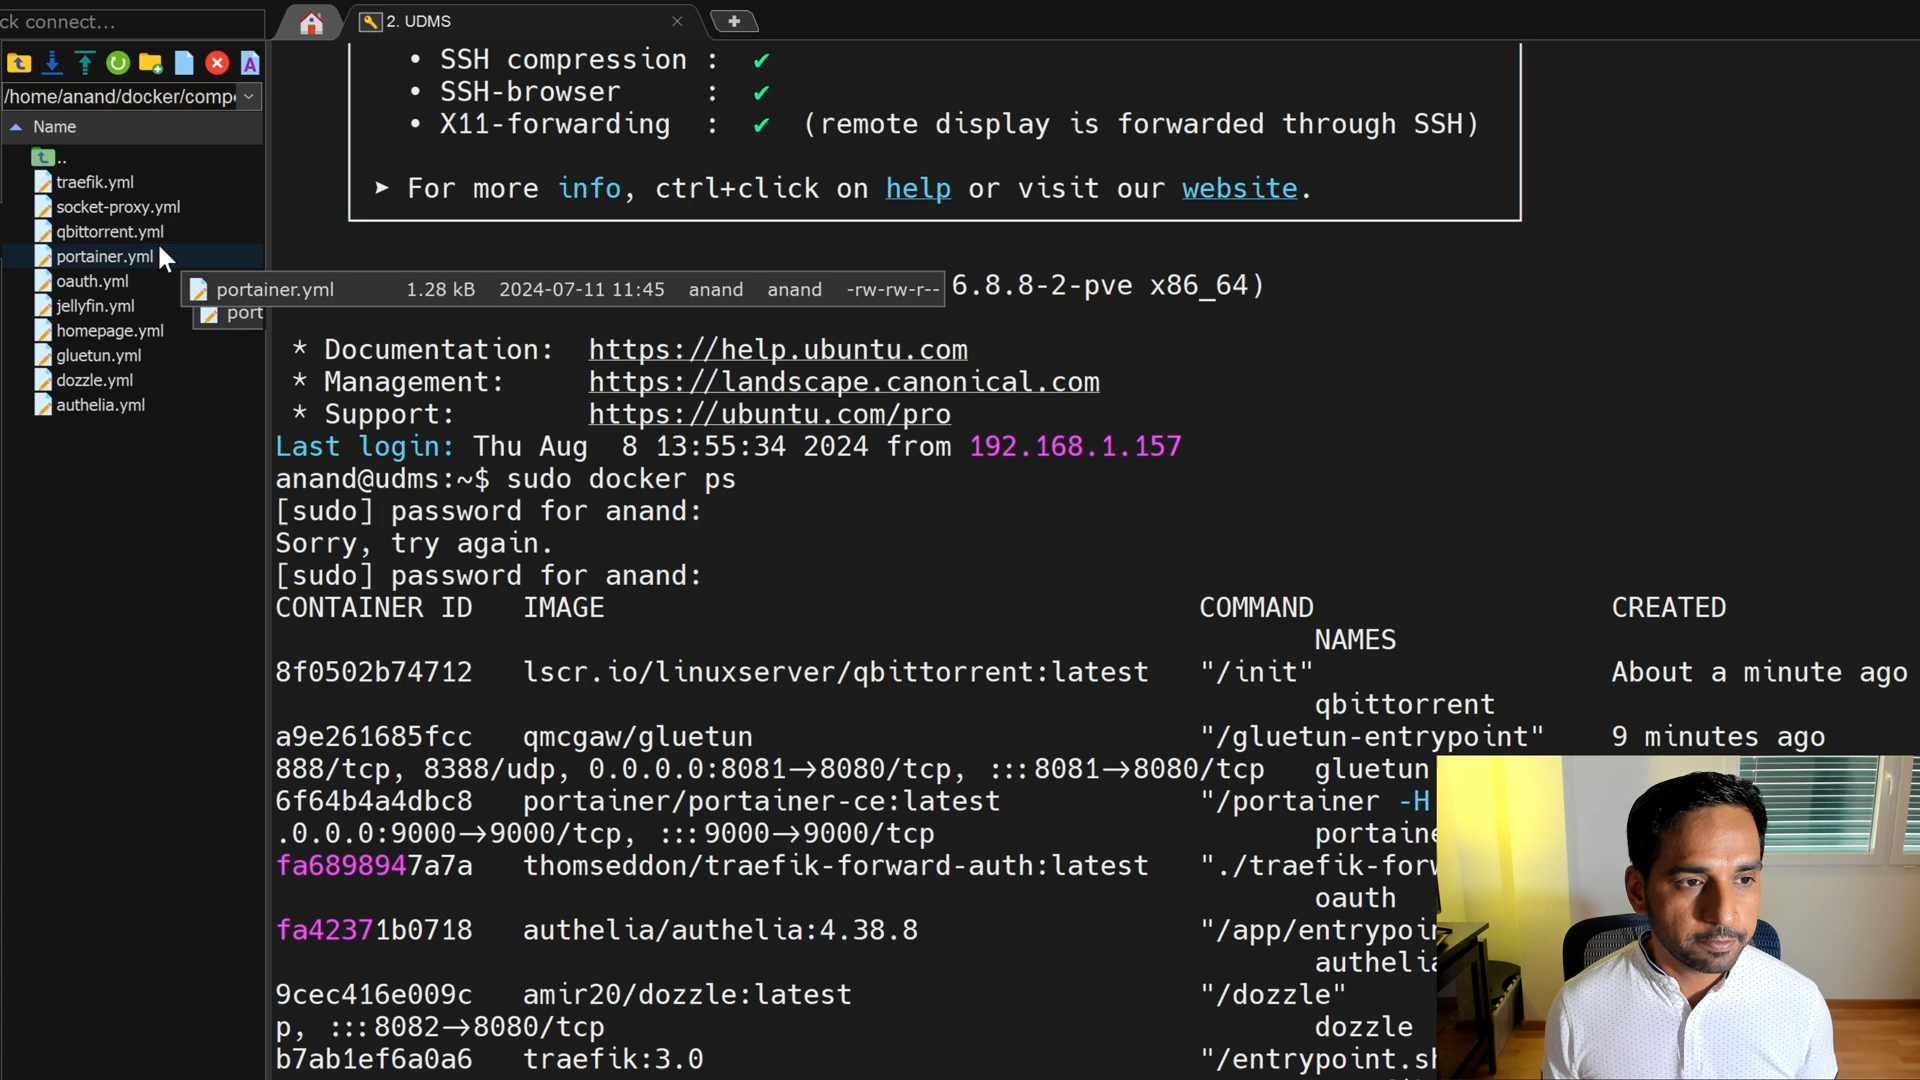 ck connect...
2. UDMS
/home/anand/docker/comp
Name
..
traefik.yml
socket-proxy.yml
qbittorrent.yml
portainer.yml
oauth.yml
jellyfin.yml
homepage.yml
gluetun.yml
dozzle.yml
authelia.yml
portainer.yml 1.28 kB 2024-07-11 11:45 anand anand -rw-rw-r--
port
• SSH compression : ✔
• SSH-browser : ✔
• X11-forwarding : ✔ (remote display is forwarded through SSH)
➤ For more info, ctrl+click on help or visit our website.
6.8.8-2-pve x86_64)
* Documentation: https://help.ubuntu.com
* Management: https://landscape.canonical.com
* Support: https://ubuntu.com/pro
Last login: Thu Aug 8 13:55:34 2024 from 192.168.1.157
anand@udms:~$ sudo docker ps
[sudo] password for anand:
Sorry, try again.
[sudo] password for anand:
CONTAINER ID IMAGE COMMAND CREATED
NAMES
8f0502b74712 lscr.io/linuxserver/qbittorrent:latest "/init" About a minute ago
qbittorrent
a9e261685fcc qmcgaw/gluetun "/gluetun-entrypoint" 9 minutes ago
888/tcp, 8388/udp, 0.0.0.0:8081->8080/tcp, :::8081->8080/tcp gluetun
6f64b4a4dbc8 portainer/portainer-ce:latest "/portainer -H
.0.0.0:9000->9000/tcp, :::9000->9000/tcp portaine
fa6898947a7a thomseddon/traefik-forward-auth:latest "./traefik-forw
oauth
fa42371b0718 authelia/authelia:4.38.8 "/app/entrypoin
authelia
9cec416e009c amir20/dozzle:latest "/dozzle"
p, :::8082->8080/tcp dozzle
b7ab1ef6a0a6 traefik:3.0 "/entrypoint.sh